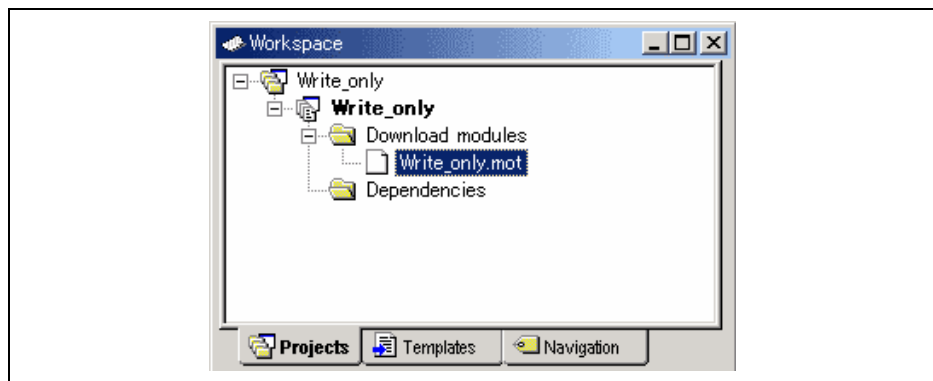 Workspace
Write_only
Write_only
Download modules
Write_only.mot
Dependencies
Projects Templates Navigation